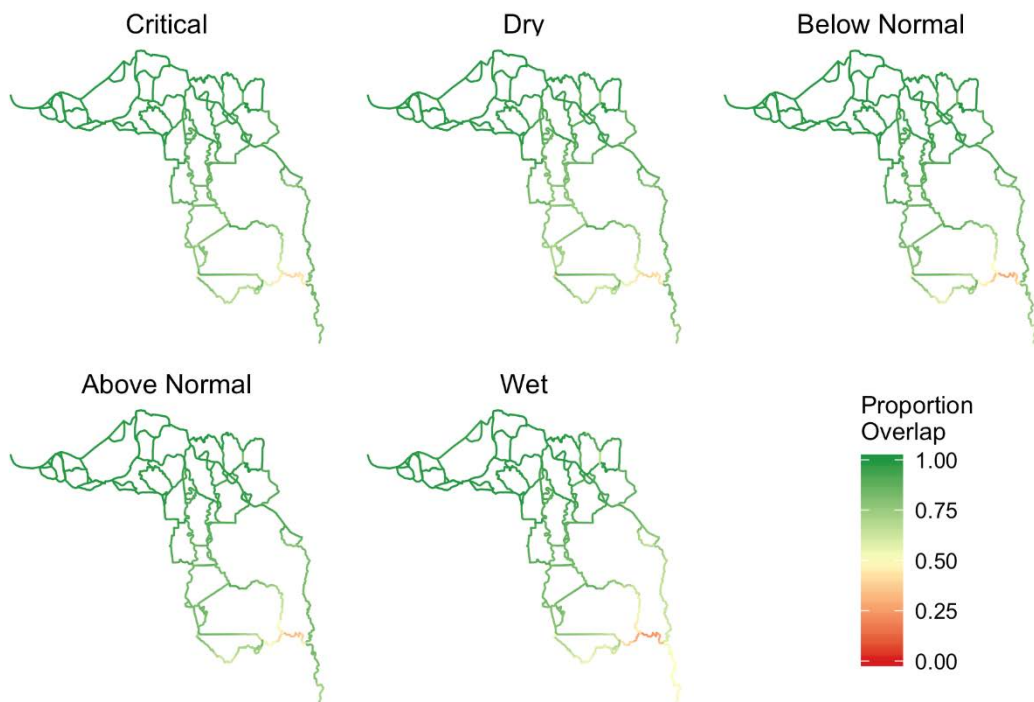 Critical
Dry
Below Normal
Above Normal
Wet
Proportion
Overlap
1.00
0.75
0.50
0.25
0.00